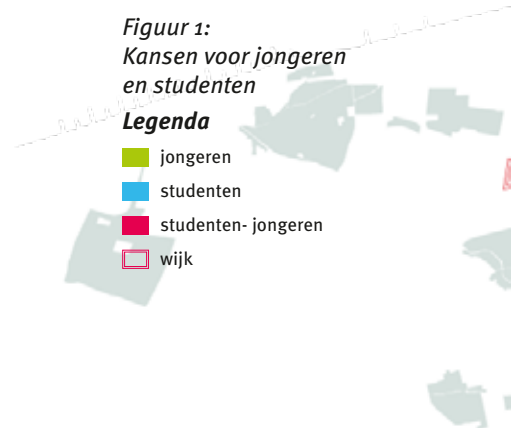 Figuur 1:
Kansen voor jongeren
en studenten
Legenda
jongeren
studenten
studenten- jongeren
wijk